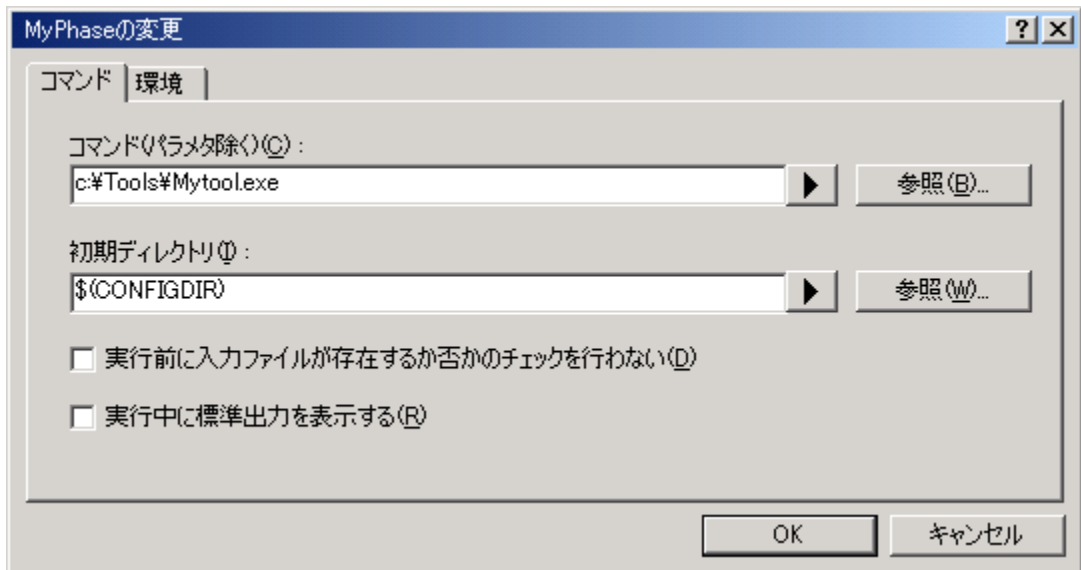 MyPhaseの変更
コマンド 環境
コマンド(パラメタ除く)(C):
c:¥Tools¥Mytool.exe 参照(B)...
初期ディレクトリ(I):
$(CONFIGDIR) 参照(W)...
実行前に入力ファイルが存在するか否かのチェックを行わない(D)
実行中に標準出力を表示する(R)
OK キャンセル